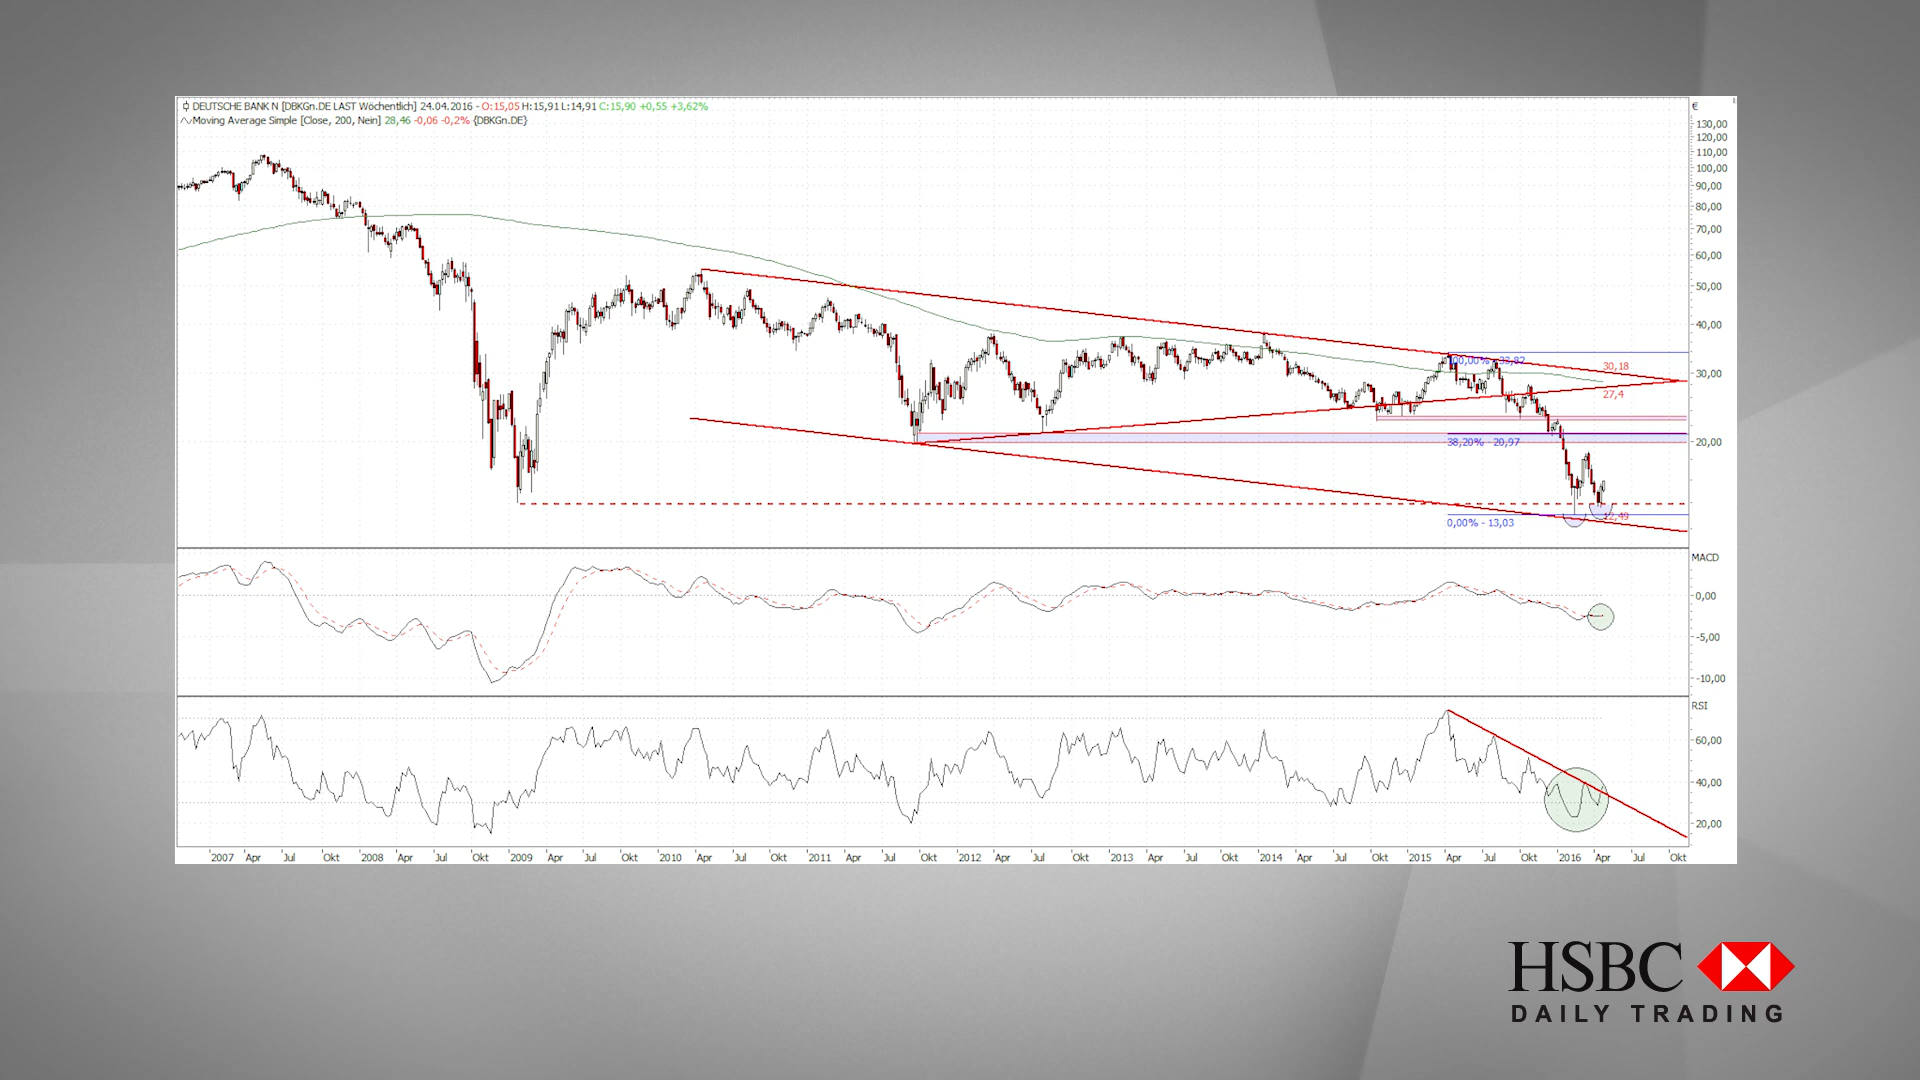 DEUTSCHE BANK N [DBKGn.DE LAST Wöchentlich] 24.04.2016 - O:15,05 H:15,91 L:14,91 C:15,90 +0,55 +3,62%
Moving Average Simple [Close, 200, Nein] 28,46 -0,06 -0,2% {DBKGn.DE}
€
130,00
120,00
110,00
100,00
90,00
80,00
70,00
60,00
50,00
40,00
30,00
20,00
100,00% - 33,82
30,18
27,4
38,20% - 20,97
12,49
0,00% - 13,03
MACD
0,00
-5,00
-10,00
RSI
60,00
40,00
20,00
2007 Apr Jul Okt 2008 Apr Jul Okt 2009 Apr Jul Okt 2010 Apr Jul Okt 2011 Apr Jul Okt 2012 Apr Jul Okt 2013 Apr Jul Okt 2014 Apr Jul Okt 2015 Apr Jul Okt 2016 Apr Jul Okt
HSBC
DAILY TRADING